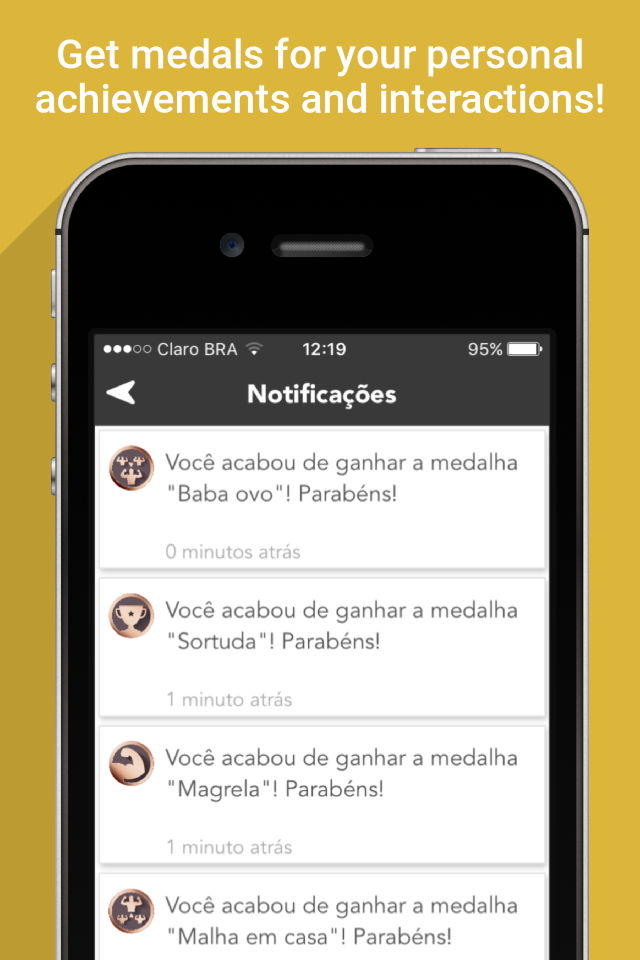 Get medals for your personal
achievements and interactions!
Claro BRA 12:19 95%
Notificações
Você acabou de ganhar a medalha
"Baba ovo"! Parabéns!
0 minutos atrás
Você acabou de ganhar a medalha
"Sortuda"! Parabéns!
1 minuto atrás
Você acabou de ganhar a medalha
"Magrela"! Parabéns!
1 minuto atrás
Você acabou de ganhar a medalha
"Malha em casa"! Parabéns!